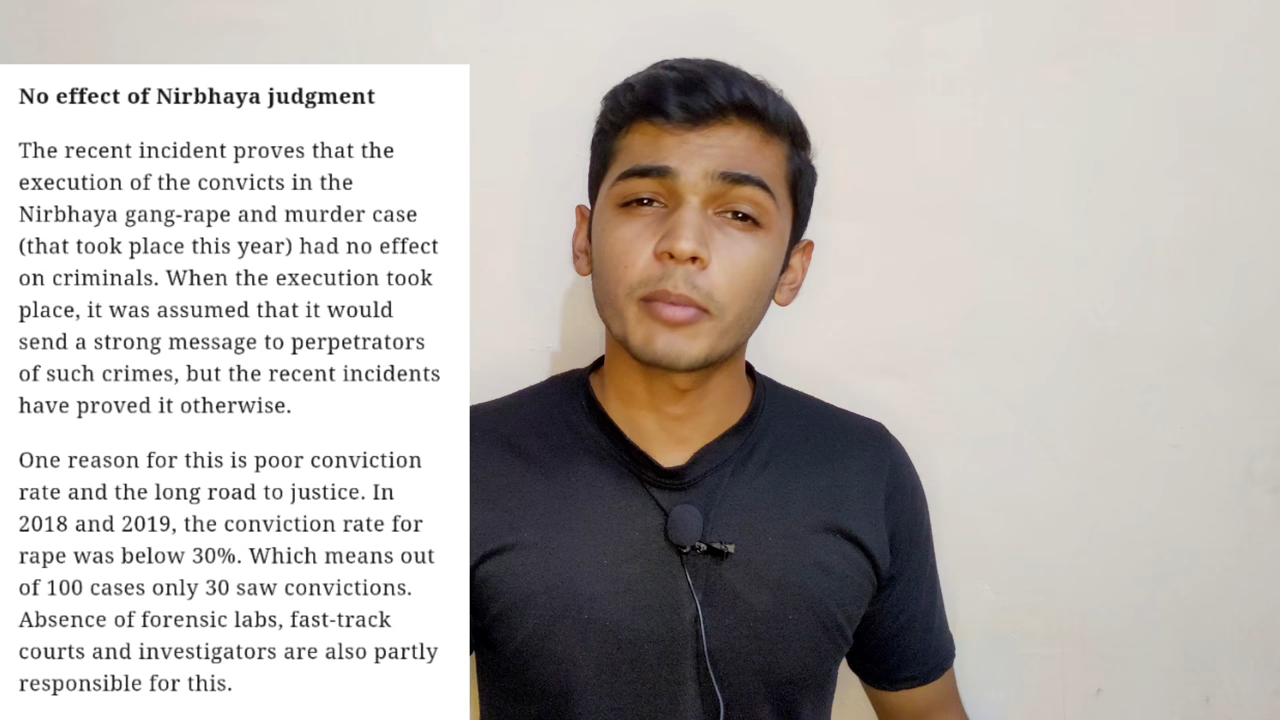 No effect of Nirbhaya judgment
The recent incident proves that the
execution of the convicts in the
Nirbhaya gang-rape and murder case
(that took place this year) had no effect
on criminals. When the execution took
place, it was assumed that it would
send a strong message to perpetrators
of such crimes, but the recent incidents
have proved it otherwise.
One reason for this is poor conviction
rate and the long road to justice. In
2018 and 2019, the conviction rate for
rape was below 30%. Which means out
of 100 cases only 30 saw convictions.
Absence of forensic labs, fast-track
courts and investigators are also partly
responsible for this.